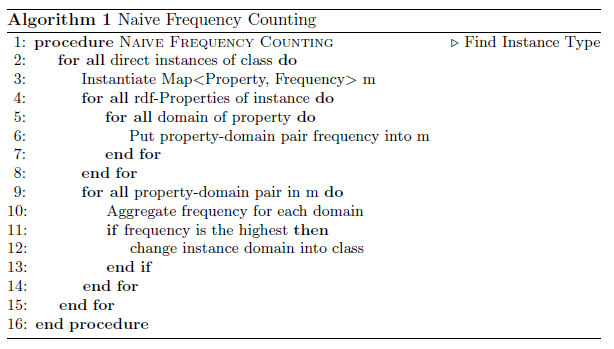 Algorithm 1 Naive Frequency Counting
1: procedure NAIVE FREQUENCY COUNTING ▷ Find Instance Type
2: for all direct instances of class do
3: Instantiate Map<Property, Frequency> m
4: for all rdf-Properties of instance do
5: for all domain of property do
6: Put property-domain pair frequency into m
7: end for
8: end for
9: for all property-domain pair in m do
10: Aggregate frequency for each domain
11: if frequency is the highest then
12: change instance domain into class
13: end if
14: end for
15: end for
16: end procedure